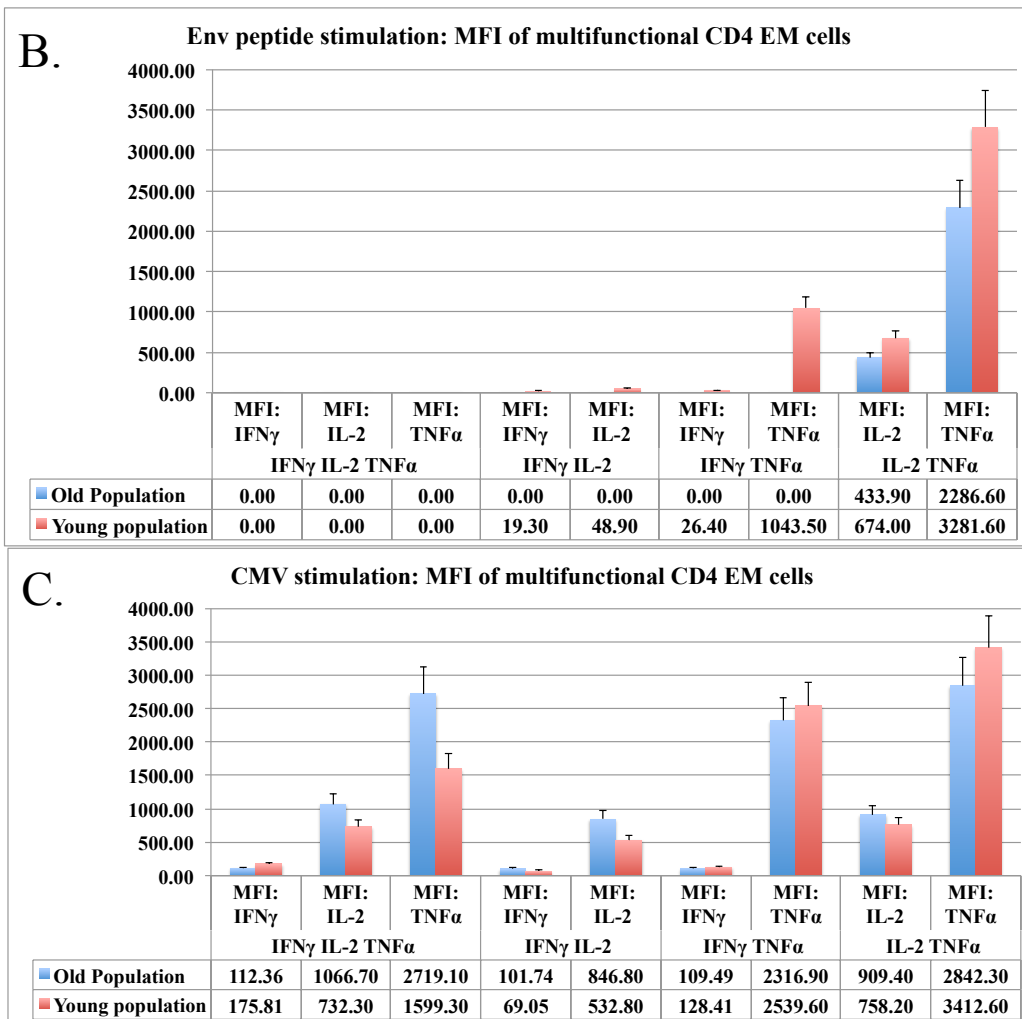 B.
Env peptide stimulation: MFI of multifunctional CD4 EM cells
4000.00
3500.00
3000.00
2500.00
2000.00
1500.00
1000.00
500.00
0.00
MFI: MFI: MFI: MFI: MFI: MFI: MFI: MFI: MFI:
IFNγ IL-2 TNFα IFNγ IL-2 IFNγ TNFα IL-2 TNFα
IFNγ IL-2 TNFα IFNγ IL-2 IFNγ TNFα IL-2 TNFα
Old Population 0.00 0.00 0.00 0.00 0.00 0.00 0.00 433.90 2286.60
Young population 0.00 0.00 0.00 19.30 48.90 26.40 1043.50 674.00 3281.60
C.
CMV stimulation: MFI of multifunctional CD4 EM cells
4000.00
3500.00
3000.00
2500.00
2000.00
1500.00
1000.00
500.00
0.00
MFI: MFI: MFI: MFI: MFI: MFI: MFI: MFI: MFI:
IFNγ IL-2 TNFα IFNγ IL-2 IFNγ TNFα IL-2 TNFα
IFNγ IL-2 TNFα IFNγ IL-2 IFNγ TNFα IL-2 TNFα
Old Population 112.36 1066.70 2719.10 101.74 846.80 109.49 2316.90 909.40 2842.30
Young population 175.81 732.30 1599.30 69.05 532.80 128.41 2539.60 758.20 3412.60